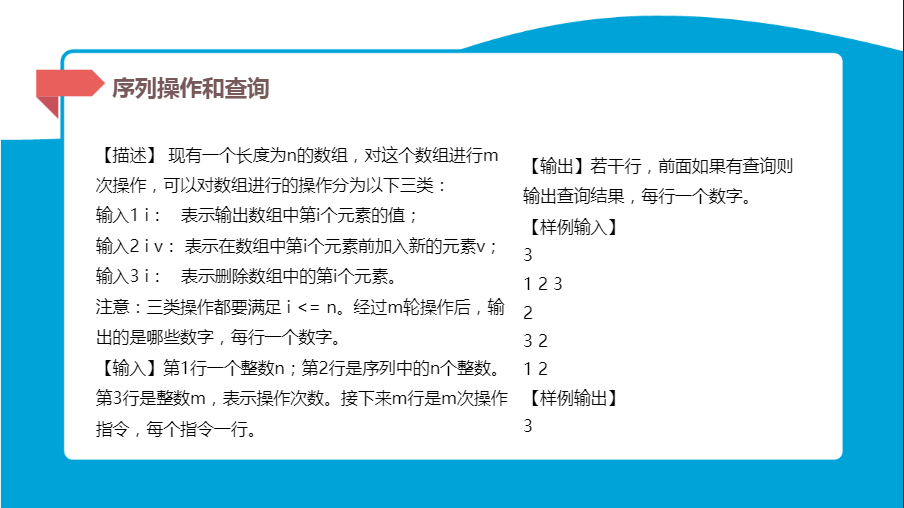 序列操作和查询
【描述】 现有一个长度为n的数组，对这个数组进行m
次操作，可以对数组进行的操作分为以下三类：
输入1 i： 表示输出数组中第i个元素的值；
输入2 i v： 表示在数组中第i个元素前加入新的元素v；
输入3 i： 表示删除数组中的第i个元素。
注意：三类操作都要满足 i <= n。经过m轮操作后，输
出的是哪些数字，每行一个数字。
【输入】第1行一个整数n；第2行是序列中的n个整数。
第3行是整数m，表示操作次数。接下来m行是m次操作
指令，每个指令一行。
【输出】若干行，前面如果有查询则
输出查询结果，每行一个数字。
【样例输入】
3
1 2 3
2
3 2
1 2
【样例输出】
3